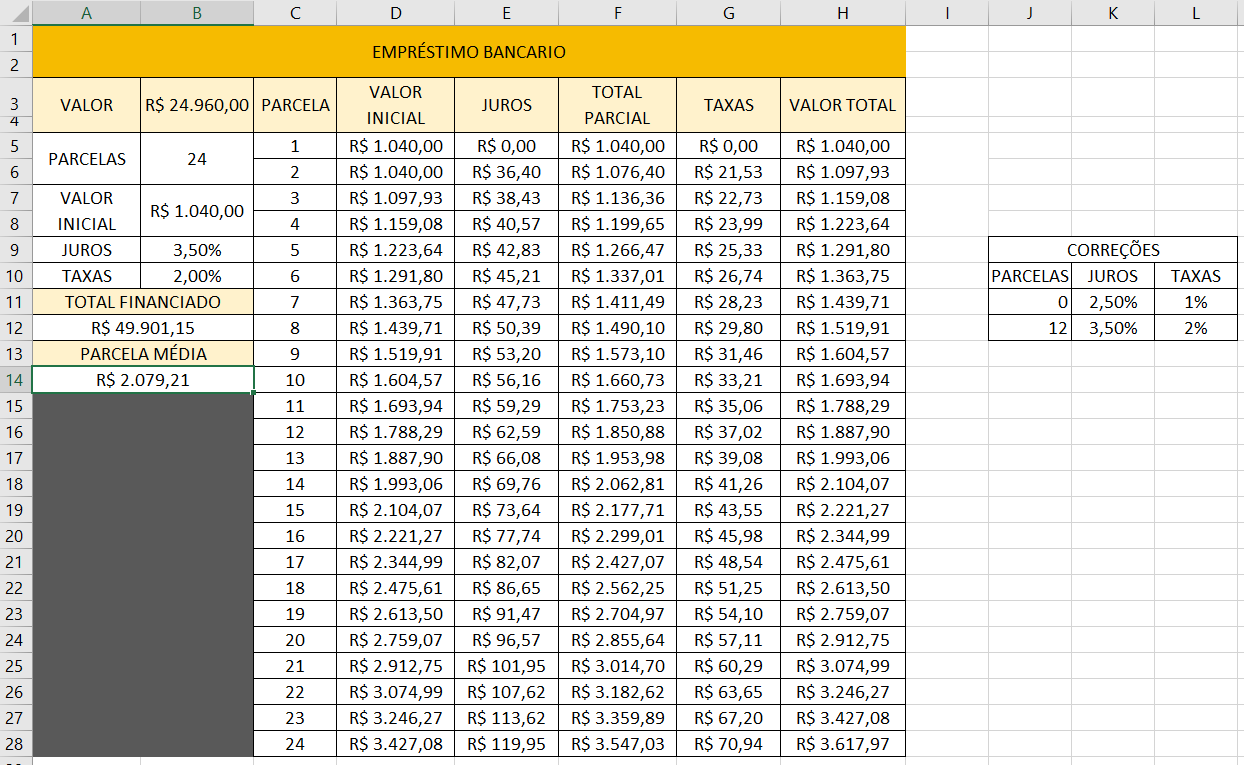 A B C D E F G H I J K L
1
2 EMPRÉSTIMO BANCARIO
3 VALOR R$ 24.960,00 PARCELA VALOR INICIAL JUROS TOTAL PARCIAL TAXAS VALOR TOTAL
4
5 PARCELAS 24 1 R$ 1.040,00 R$ 0,00 R$ 1.040,00 R$ 0,00 R$ 1.040,00
6 2 R$ 1.040,00 R$ 36,40 R$ 1.076,40 R$ 21,53 R$ 1.097,93
7 VALOR INICIAL R$ 1.040,00 3 R$ 1.097,93 R$ 38,43 R$ 1.136,36 R$ 22,73 R$ 1.159,08
8 4 R$ 1.159,08 R$ 40,57 R$ 1.199,65 R$ 23,99 R$ 1.223,64
9 JUROS 3,50% 5 R$ 1.223,64 R$ 42,83 R$ 1.266,47 R$ 25,33 R$ 1.291,80 CORREÇÕES
10 TAXAS 2,00% 6 R$ 1.291,80 R$ 45,21 R$ 1.337,01 R$ 26,74 R$ 1.363,75 PARCELAS JUROS TAXAS
11 TOTAL FINANCIADO 7 R$ 1.363,75 R$ 47,73 R$ 1.411,49 R$ 28,23 R$ 1.439,71 0 2,50% 1%
12 R$ 49.901,15 8 R$ 1.439,71 R$ 50,39 R$ 1.490,10 R$ 29,80 R$ 1.519,91 12 3,50% 2%
13 PARCELA MÉDIA 9 R$ 1.519,91 R$ 53,20 R$ 1.573,10 R$ 31,46 R$ 1.604,57
14 R$ 2.079,21 10 R$ 1.604,57 R$ 56,16 R$ 1.660,73 R$ 33,21 R$ 1.693,94
15 11 R$ 1.693,94 R$ 59,29 R$ 1.753,23 R$ 35,06 R$ 1.788,29
16 12 R$ 1.788,29 R$ 62,59 R$ 1.850,88 R$ 37,02 R$ 1.887,90
17 13 R$ 1.887,90 R$ 66,08 R$ 1.953,98 R$ 39,08 R$ 1.993,06
18 14 R$ 1.993,06 R$ 69,76 R$ 2.062,81 R$ 41,26 R$ 2.104,07
19 15 R$ 2.104,07 R$ 73,64 R$ 2.177,71 R$ 43,55 R$ 2.221,27
20 16 R$ 2.221,27 R$ 77,74 R$ 2.299,01 R$ 45,98 R$ 2.344,99
21 17 R$ 2.344,99 R$ 82,07 R$ 2.427,07 R$ 48,54 R$ 2.475,61
22 18 R$ 2.475,61 R$ 86,65 R$ 2.562,25 R$ 51,25 R$ 2.613,50
23 19 R$ 2.613,50 R$ 91,47 R$ 2.704,97 R$ 54,10 R$ 2.759,07
24 20 R$ 2.759,07 R$ 96,57 R$ 2.855,64 R$ 57,11 R$ 2.912,75
25 21 R$ 2.912,75 R$ 101,95 R$ 3.014,70 R$ 60,29 R$ 3.074,99
26 22 R$ 3.074,99 R$ 107,62 R$ 3.182,62 R$ 63,65 R$ 3.246,27
27 23 R$ 3.246,27 R$ 113,62 R$ 3.359,89 R$ 67,20 R$ 3.427,08
28 24 R$ 3.427,08 R$ 119,95 R$ 3.547,03 R$ 70,94 R$ 3.617,97